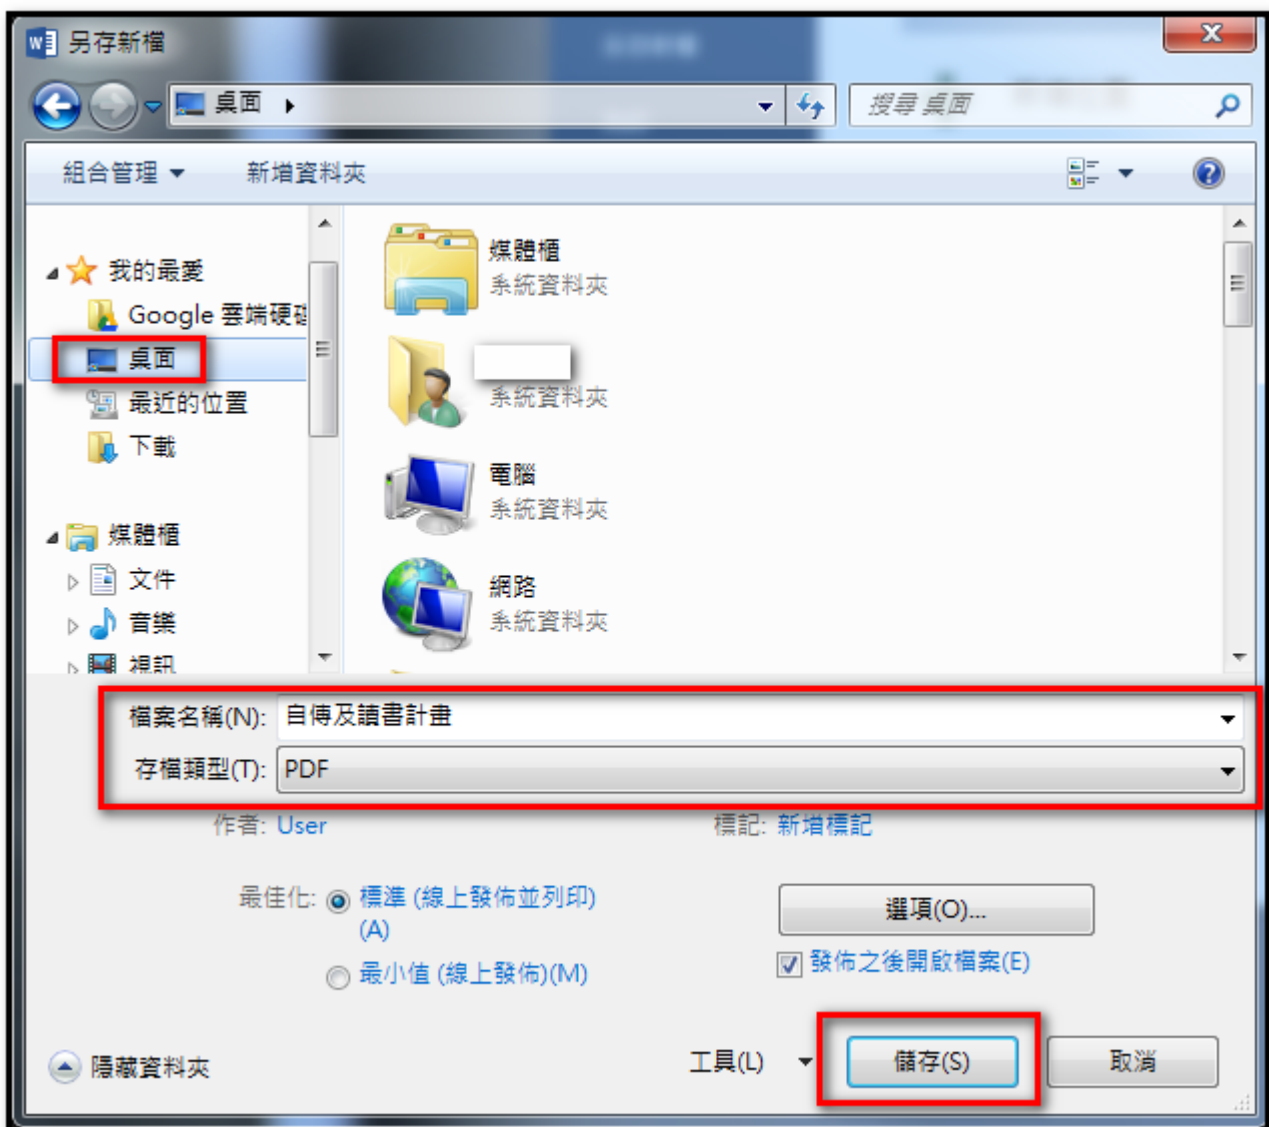 另存新檔
桌面
搜尋 桌面
組合管理
新增資料夾
我的最愛
Google 雲端硬碟
桌面
最近的位置
下載
媒體櫃
文件
音樂
視訊
媒體櫃
系統資料夾
系統資料夾
電腦
系統資料夾
網路
系統資料夾
檔案名稱(N): 自傳及讀書計畫
存檔類型(T): PDF
作者: User
標記: 新增標記
最佳化: 標準 (線上發佈並列印)
(A)
最小值 (線上發佈)(M)
選項(O)...
發佈之後開啟檔案(E)
隱藏資料夾
工具(L)
儲存(S)
取消